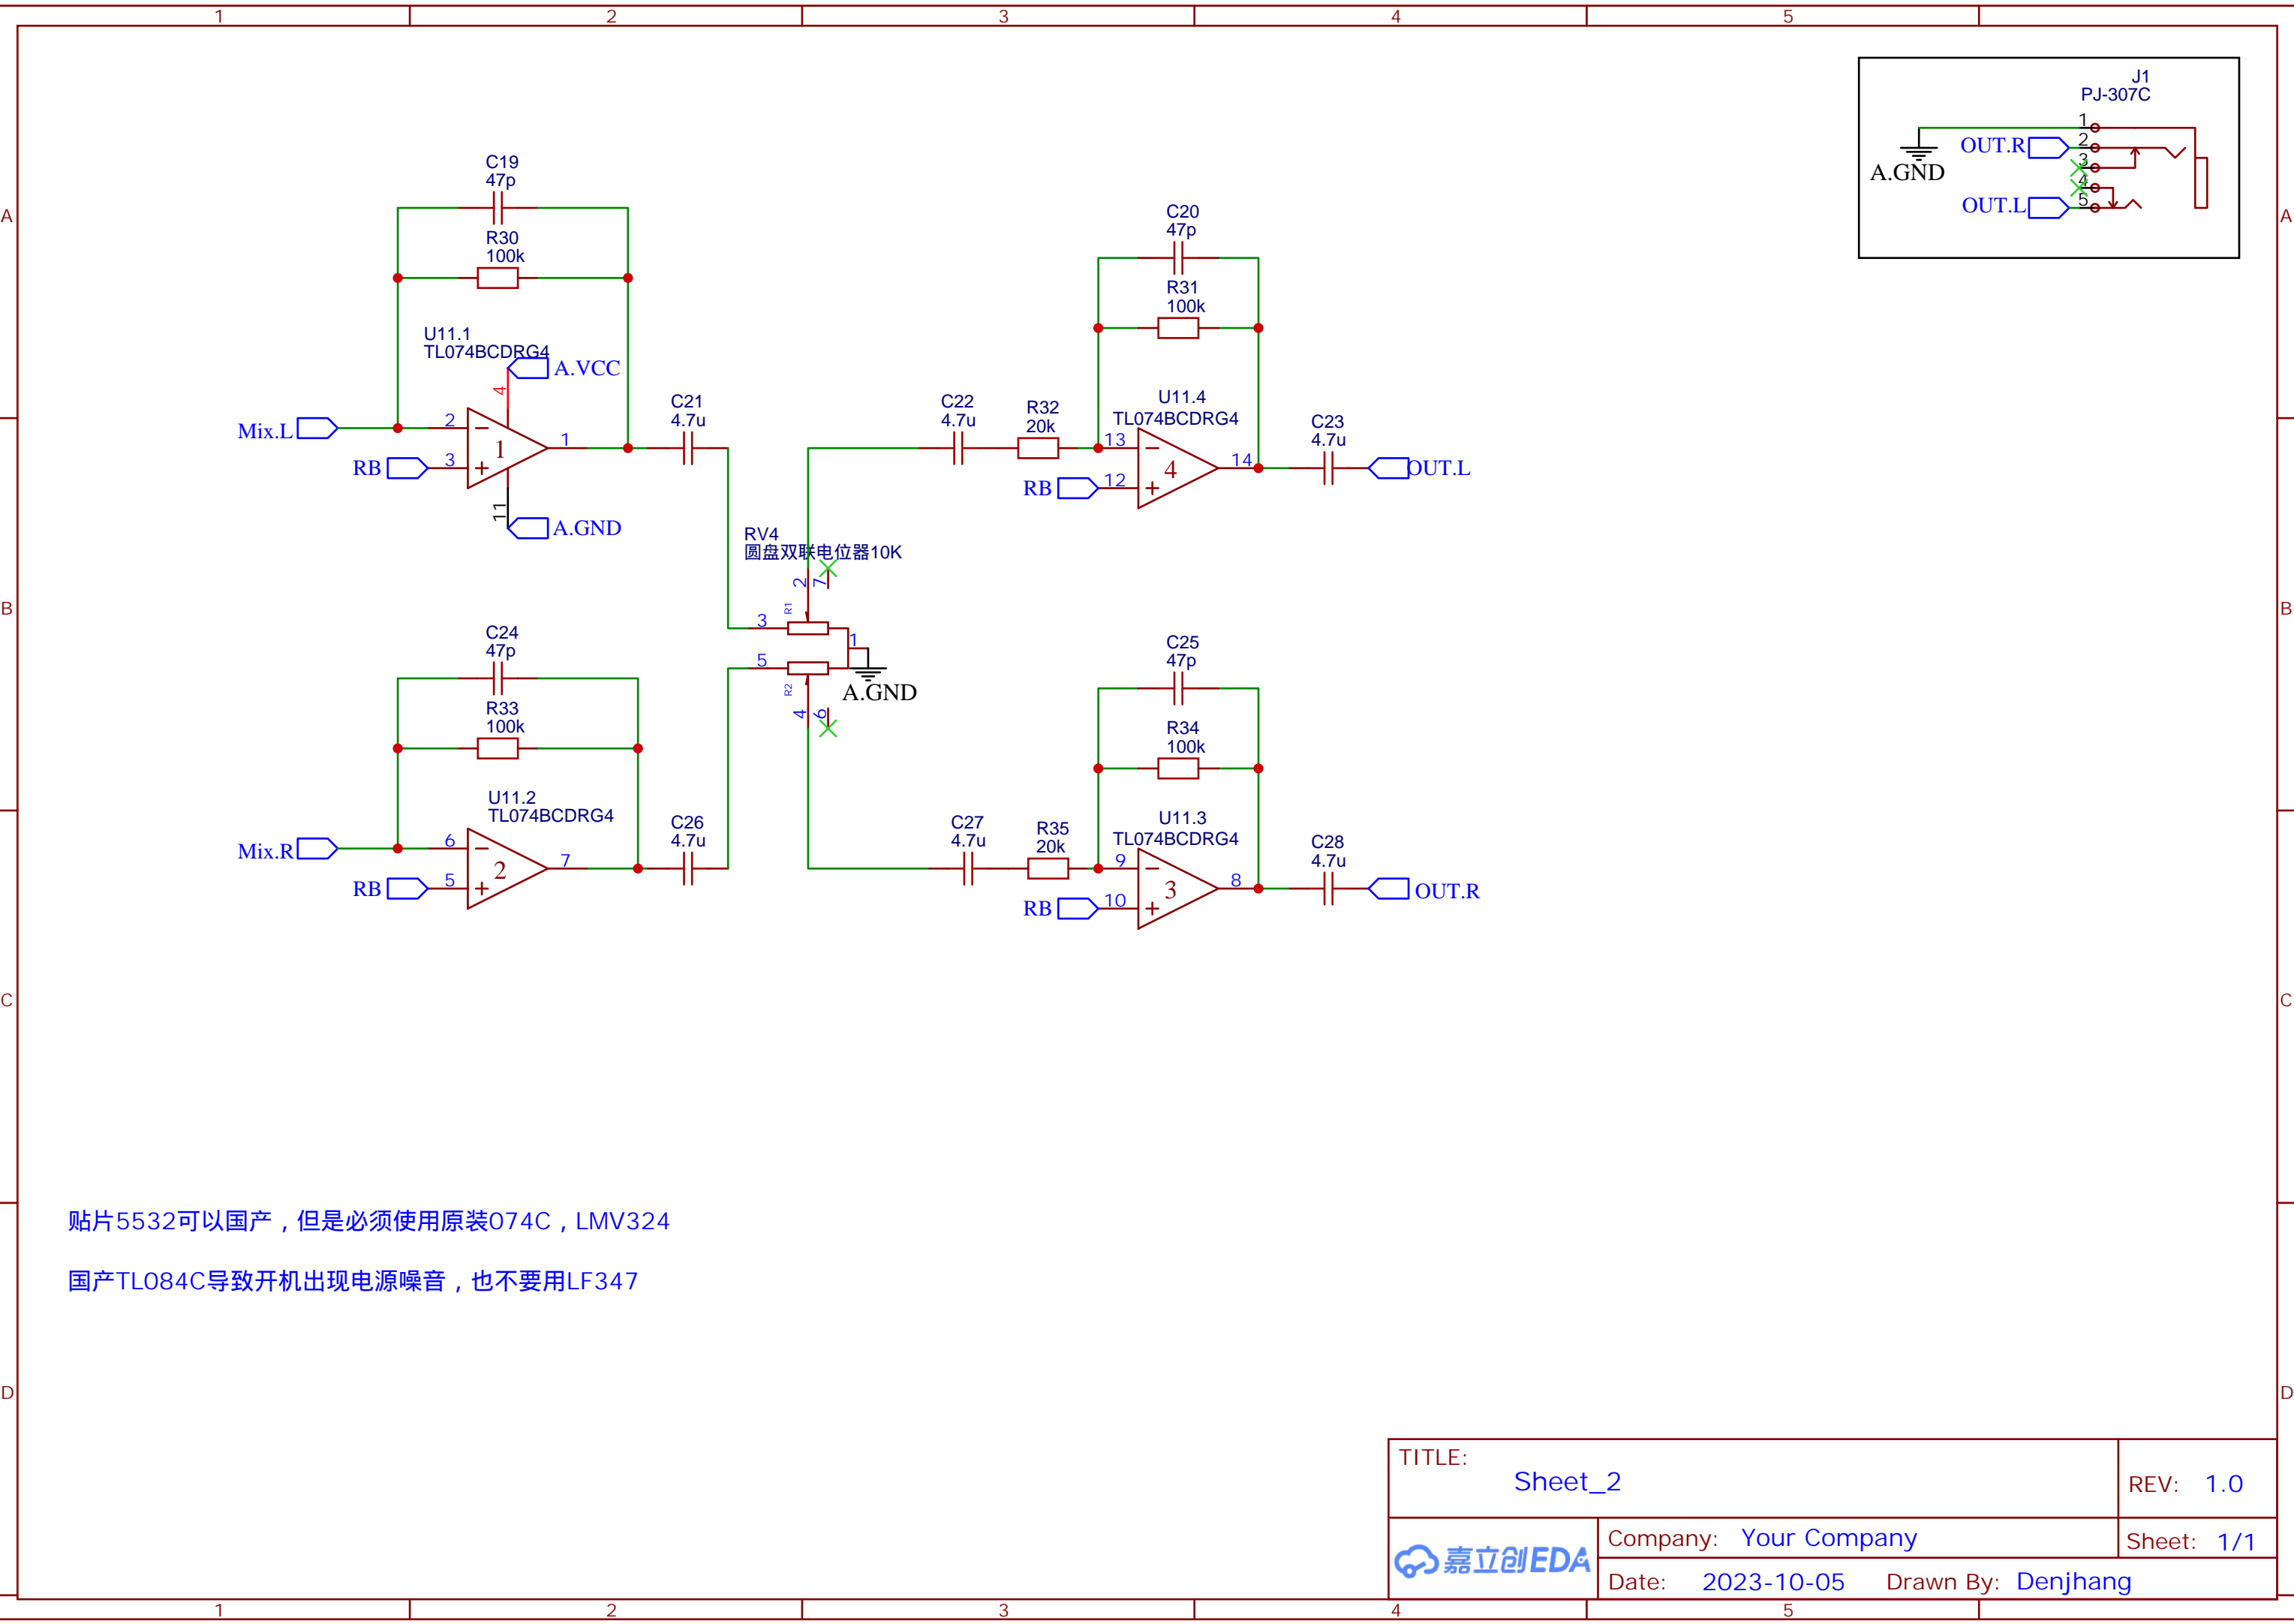 1 2 3 4 5
A
B
C
D
A
B
C
D
J1
PJ-307C
1
2
3
4
5
OUT.R
OUT.L
A.GND
C19
47p
R30
100k
U11.1
TL074BCDRG4
A.VCC
4
Mix.L
2
1
1
RB
3
11
A.GND
C21
4.7u
C20
47p
R31
100k
U11.4
TL074BCDRG4
C22
4.7u
R32
20k
13
4
14
RB
12
C23
4.7u
OUT.L
RV4
圆盘双联电位器10K
2
7
R1
3
1
5
R2
A.GND
4
6
C24
47p
R33
100k
U11.2
TL074BCDRG4
Mix.R
6
2
7
RB
5
C26
4.7u
C25
47p
R34
100k
U11.3
TL074BCDRG4
C27
4.7u
R35
20k
9
3
8
RB
10
C28
4.7u
OUT.R
贴片5532可以国产，但是必须使用原装074C，LMV324
国产TL084C导致开机出现电源噪音，也不要用LF347
TITLE:
Sheet_2
REV: 1.0
嘉立创EDA
Company: Your Company
Sheet: 1/1
Date: 2023-10-05 Drawn By: Denjhang
1 2 3 4 5